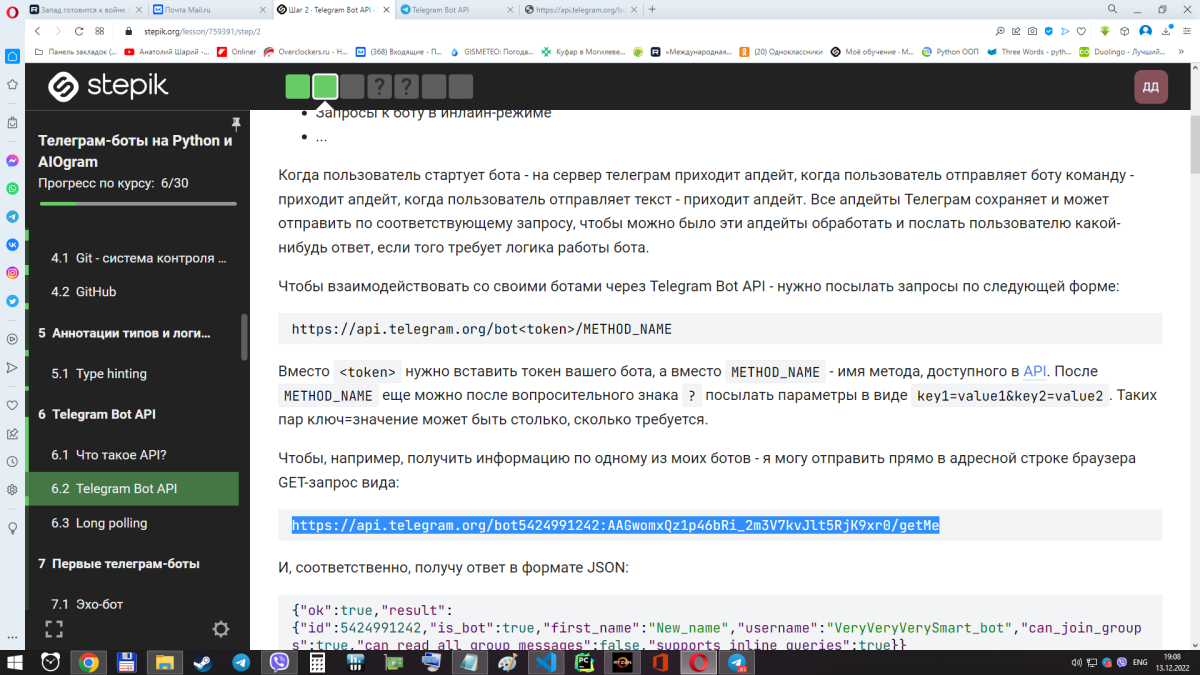 Запад готовится к войне
Почта Mail.ru
Шаг 2 · Telegram Bot API ·
Telegram Bot API
https://api.telegram.org/b
stepik.org/lesson/759391/step/2
Панель закладок (...
Анатолий Шарий -...
Onliner
Overclockers.ru - Н...
(368) Входящие - П...
GISMETEO: Погода...
Куфар в Могилеве...
«Международная...
(20) Одноклассники
Моё обучение - М...
Python ООП
Three Words - pyth...
Duolingo - Лучший...
stepik
? ?
ДД
Телеграм-боты на Python и
AIOgram
Прогресс по курсу: 6/30
4.1 Git - система контроля ...
4.2 GitHub
5 Аннотации типов и логи...
5.1 Type hinting
6 Telegram Bot API
6.1 Что такое API?
6.2 Telegram Bot API
6.3 Long polling
7 Первые телеграм-боты
7.1 Эхо-бот
Запросы к боту в инлайн-режиме
...
Когда пользователь стартует бота - на сервер телеграм приходит апдейт, когда пользователь отправляет боту команду -
приходит апдейт, когда пользователь отправляет текст - приходит апдейт. Все апдейты Телеграм сохраняет и может
отправить по соответствующему запросу, чтобы можно было эти апдейты обработать и послать пользователю какой-
нибудь ответ, если того требует логика работы бота.
Чтобы взаимодействовать со своими ботами через Telegram Bot API - нужно посылать запросы по следующей форме:
https://api.telegram.org/bot<token>/METHOD_NAME
Вместо <token> нужно вставить токен вашего бота, а вместо METHOD_NAME - имя метода, доступного в API. После
METHOD_NAME еще можно после вопросительного знака ? посылать параметры в виде key1=value1&key2=value2. Таких
пар ключ=значение может быть столько, сколько требуется.
Чтобы, например, получить информацию по одному из моих ботов - я могу отправить прямо в адресной строке браузера
GET-запрос вида:
https://api.telegram.org/bot5424991242:AAGwomxQz1p46bRi_2m3V7kvJlt5RjK9xr0/getMe
И, соответственно, получу ответ в формате JSON:
{"ok":true,"result":
{"id":5424991242,"is_bot":true,"first_name":"New_name","username":"VeryVeryVerySmart_bot","can_join_group
s":true,"can_read_all_group_messages":false,"supports_inline_queries":true}}
ENG
19:08
13.12.2022